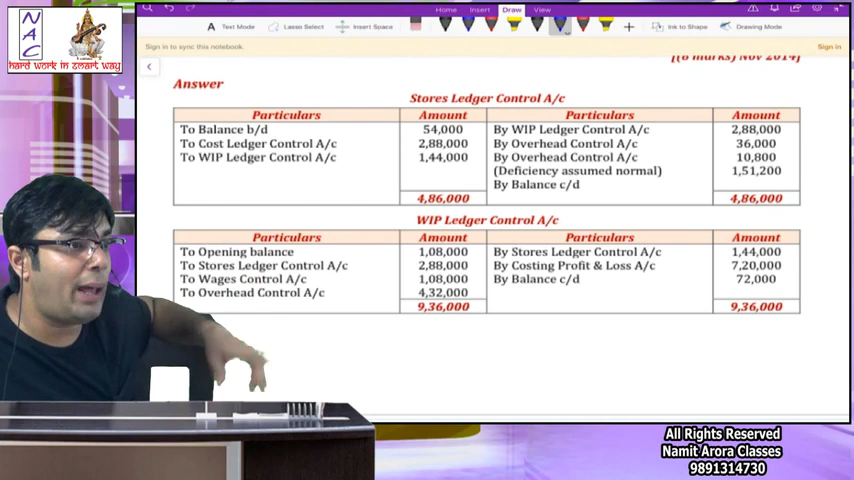 NAC
hard work in smart way
Home Insert Draw View
Text Mode Lasso Select Insert Space Ink to Shape Drawing Mode
Sign in to sync this notebook. Sign in
[(8 marks) Nov 2014]
Answer
Stores Ledger Control A/c
Particulars Amount Particulars Amount
To Balance b/d 54,000 By WIP Ledger Control A/c 2,88,000
To Cost Ledger Control A/c 2,88,000 By Overhead Control A/c 36,000
To WIP Ledger Control A/c 1,44,000 By Overhead Control A/c 10,800
(Deficiency assumed normal) 1,51,200
By Balance c/d
4,86,000 4,86,000
WIP Ledger Control A/c
Particulars Amount Particulars Amount
To Opening balance 1,08,000 By Stores Ledger Control A/c 1,44,000
To Stores Ledger Control A/c 2,88,000 By Costing Profit & Loss A/c 7,20,000
To Wages Control A/c 1,08,000 By Balance c/d 72,000
To Overhead Control A/c 4,32,000
9,36,000 9,36,000
All Rights Reserved
Namit Arora Classes
9891314730